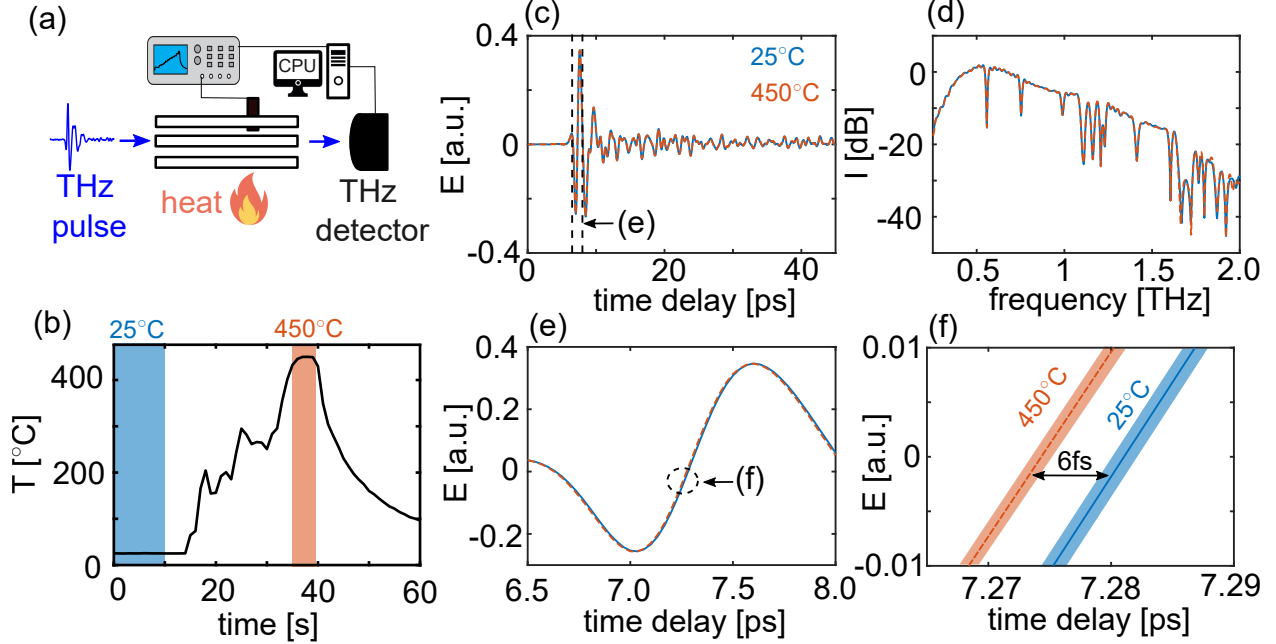 (a)
CPU
THz
pulse
heat
THz
detector
(b)
25°C
450°C
T [°C]
400
200
0
0 20 40 60
time [s]
(c)
25°C
450°C
(e)
E [a.u.]
0.4
0
-0.4
0 20 40
time delay [ps]
(d)
I [dB]
0
-20
-40
0.5 1 1.5 2.0
frequency [THz]
(e)
(f)
E [a.u.]
0.4
0.2
0
-0.2
6.5 7.0 7.5 8.0
time delay [ps]
(f)
450°C
25°C
6fs
E [a.u.]
0.01
0
-0.01
7.27 7.28 7.29
time delay [ps]